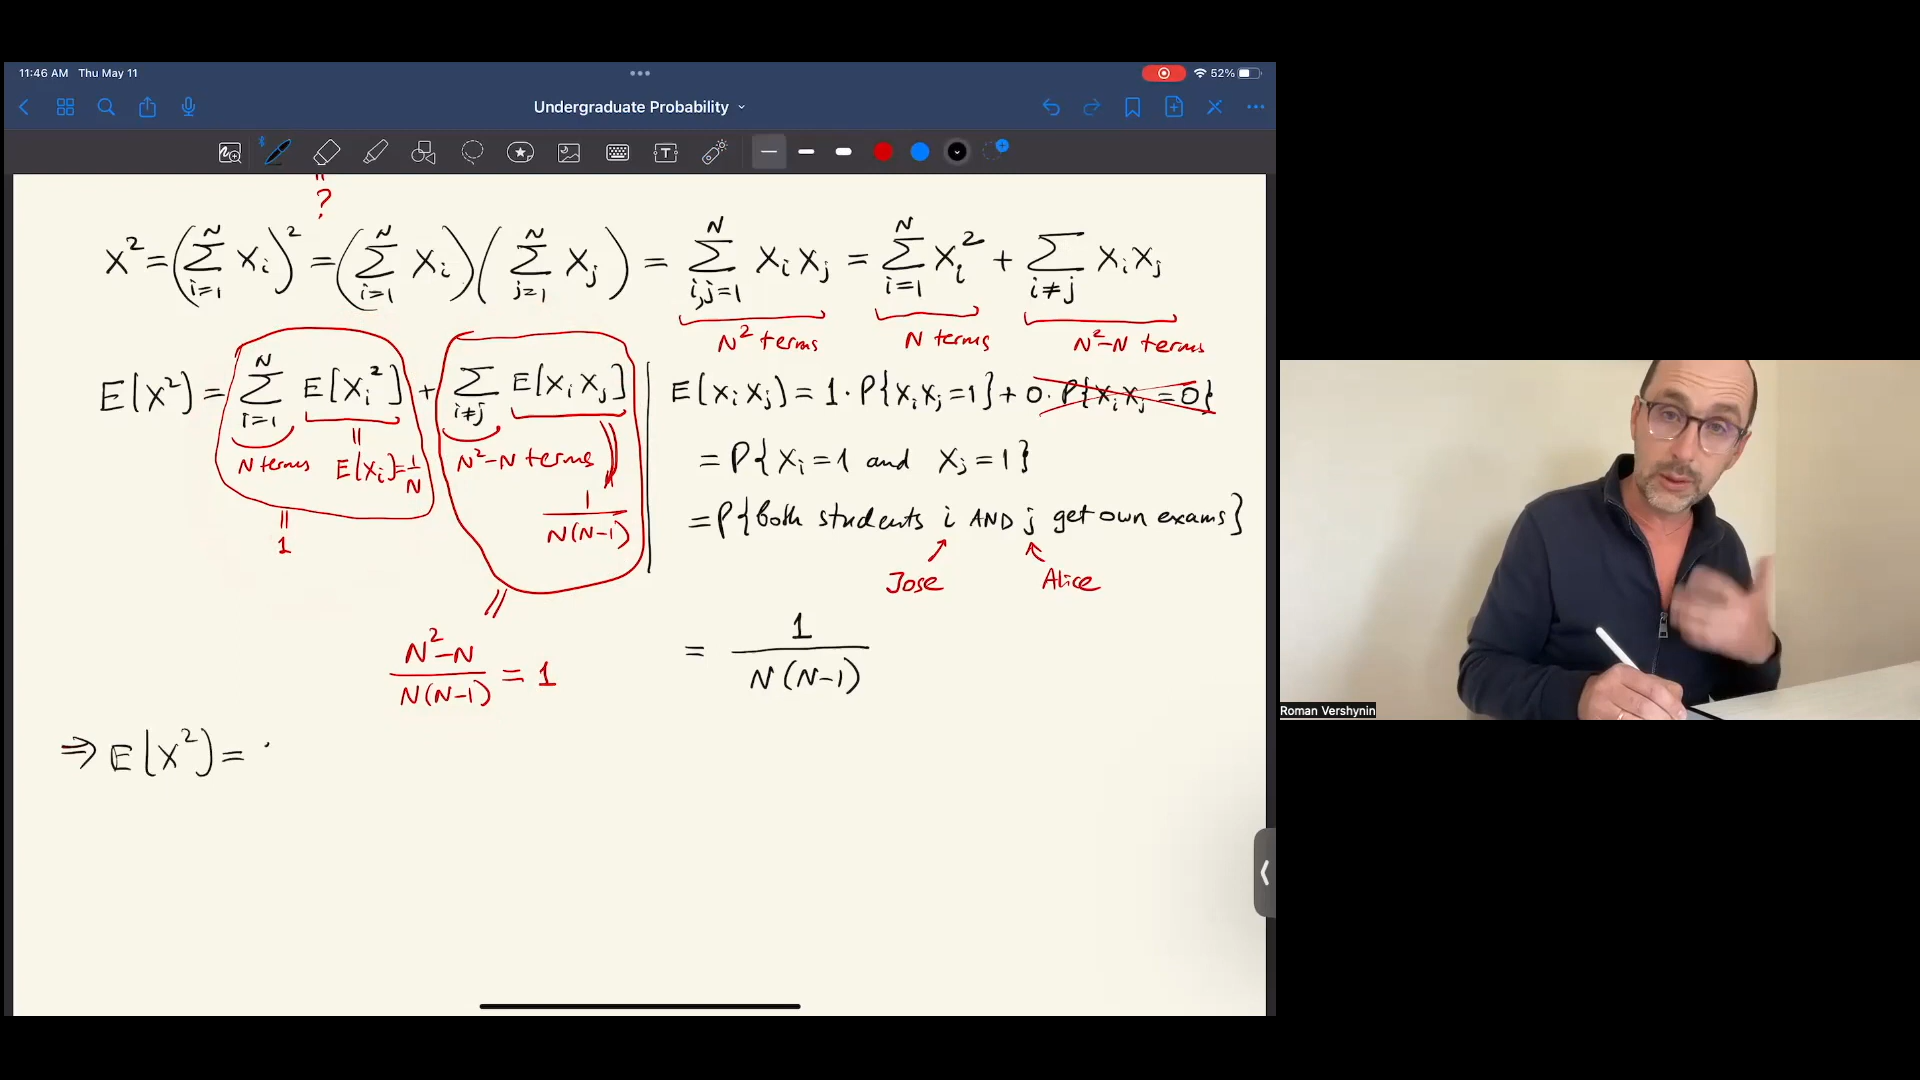 11:46 AM Thu May 11
52%
Undergraduate Probability
T
?
X² = (∑_{i=1}^{N} X_i)² = (∑_{i=1}^{N} X_i)(∑_{j=1}^{N} X_j) = ∑_{i,j=1}^{N} X_i X_j = ∑_{i=1}^{N} X_i² + ∑_{i≠j} X_i X_j
N² terms N terms N²-N terms
E(X²) = ∑_{i=1}^{N} E[X_i²] + ∑_{i≠j} E[X_i X_j]
N terms E(X_i) = 1/N N²-N terms
1/N(N-1)
1
N²-N/N(N-1) = 1
E(X_i X_j) = 1·P{X_i X_j = 1} + 0·P{X_i X_j = 0}
= P{X_i = 1 and X_j = 1}
= P{both students i AND j get own exams}
Jose Alice
= 1/N(N-1)
⇒ E(X²) =
Roman Vershynin